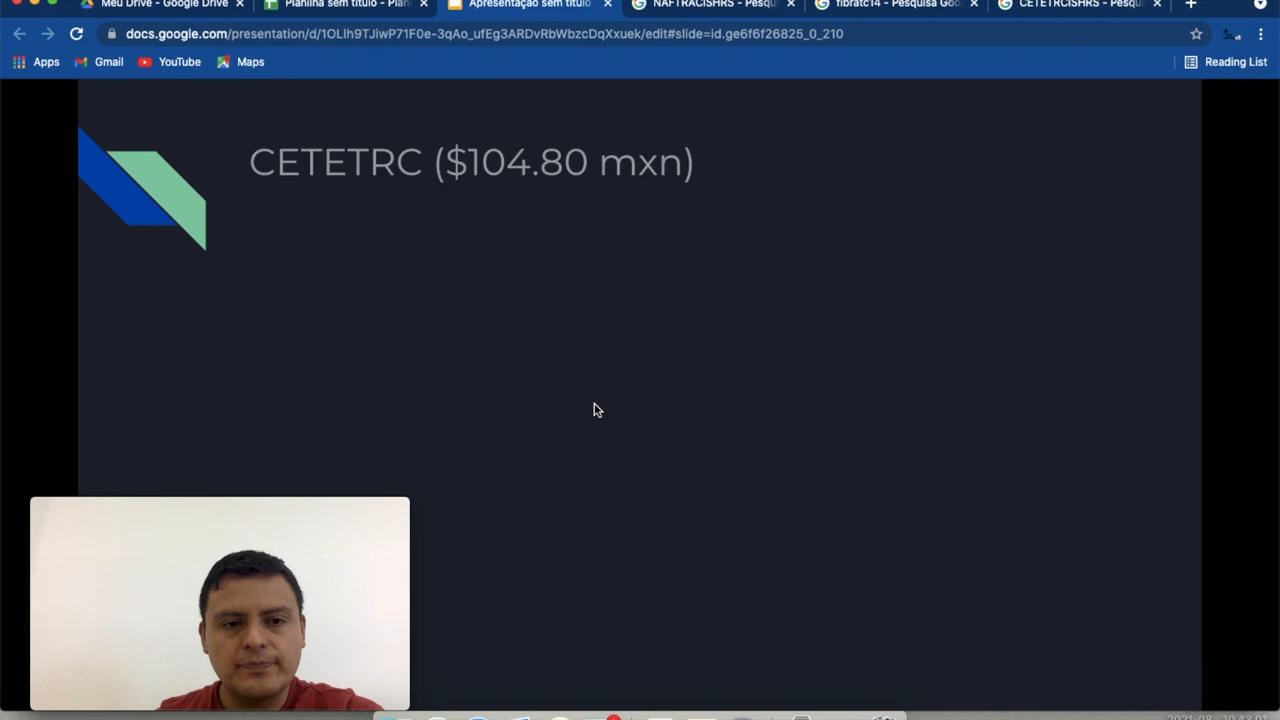 Meu Drive - Google Drive
Planilha sem título - Plan
Apresentação sem título
NAFTRACISHRS - Pesqu
fibratc14 - Pesquisa Goo
CETETRCISHRS - Pesqu
docs.google.com/presentation/d/1OLlh9TJiwP71F0e-3qAo_ufEg3ARDvRbWbzcDqXxuek/edit#slide=id.ge6f6f26825_0_210
Apps
Gmail
YouTube
Maps
Reading List
CETETRC ($104.80 mxn)